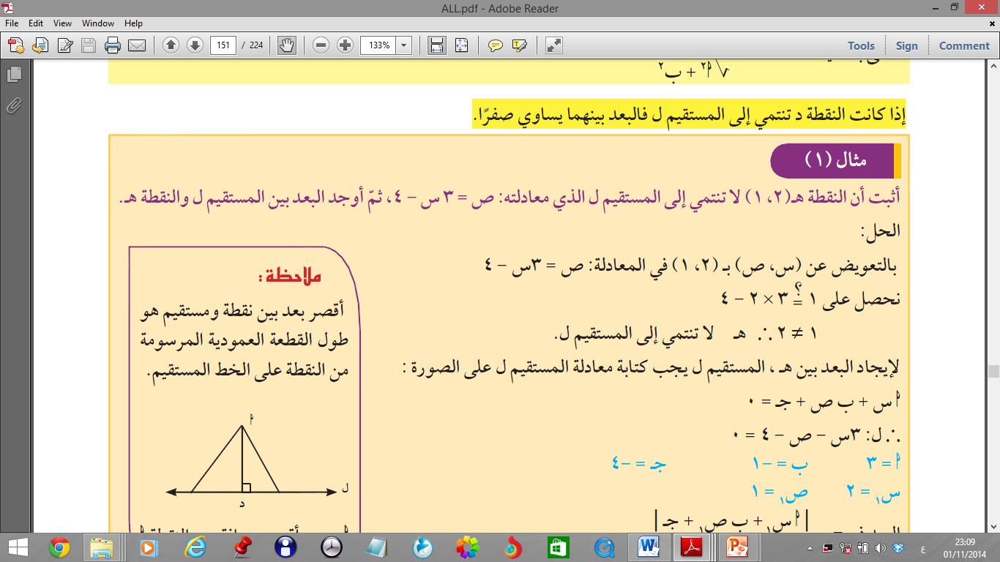 ALL.pdf - Adobe Reader
File Edit View Window Help
151 / 224 133% Tools Sign Comment
√أ٢ + ب٢
إذا كانت النقطة د تنتمي إلى المستقيم ل فالبعد بينهما يساوي صفرًا.
مثال (١)
أثبت أن النقطة هـ(٢، ١) لا تنتمي إلى المستقيم ل الذي معادلته: ص = ٣ س – ٤، ثمّ أوجد البعد بين المستقيم ل والنقطة هـ.
الحل:
بالتعويض عن (س، ص) بـ (٢، ١) في المعادلة: ص = ٣س – ٤
نحصل على ١ ≟ ٣ × ٢ – ٤
١ ≠ ٢ ∴ هـ لا تنتمي إلى المستقيم ل.
لإيجاد البعد بين هـ ، المستقيم ل يجب كتابة معادلة المستقيم ل على الصورة :
أ س + ب ص + جـ = ٠
∴ ل: ٣س – ص – ٤ = ٠
أ = ٣ ب = –١ جـ = –٤
س١ = ٢ ص١ = ١
| أ س١ + ب ص١ + جـ |
ملاحظة:
أقصر بعد بين نقطة ومستقيم هو
طول القطعة العمودية المرسومة
من النقطة على الخط المستقيم.
أ
ل
د
ع
23:09
01/11/2014